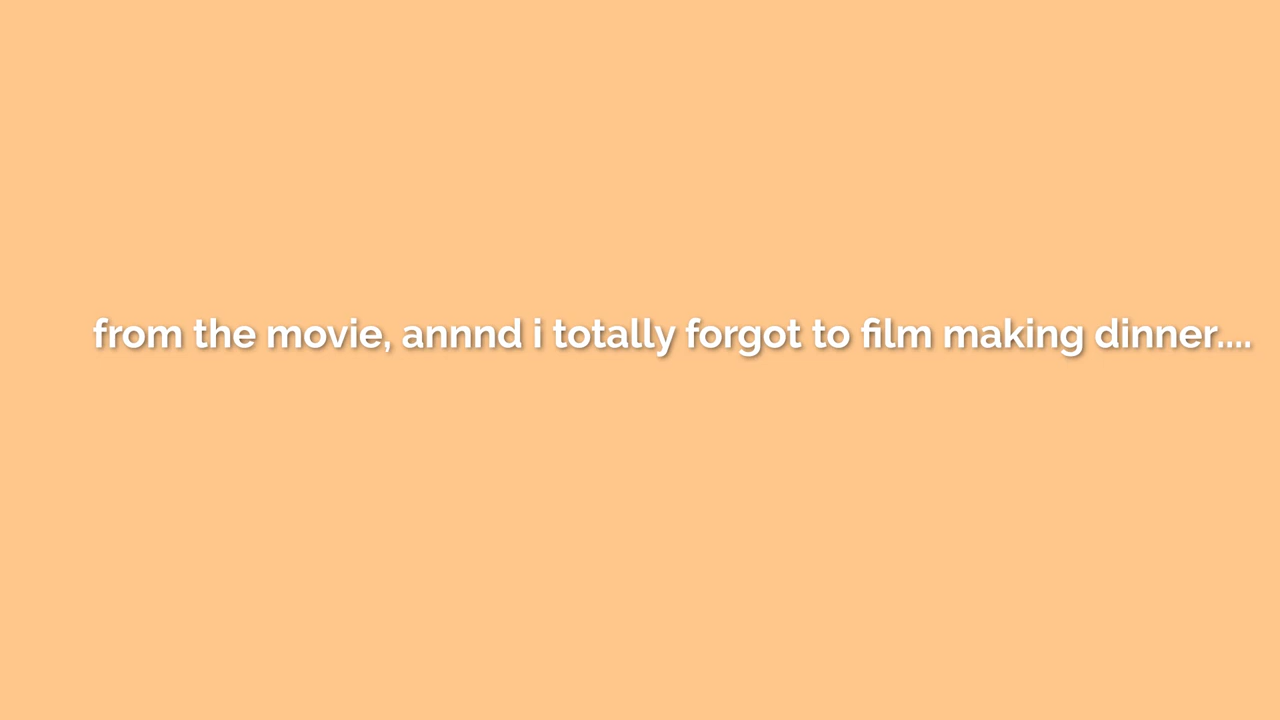 from the movie, annnd i totally forgot to film making dinner....